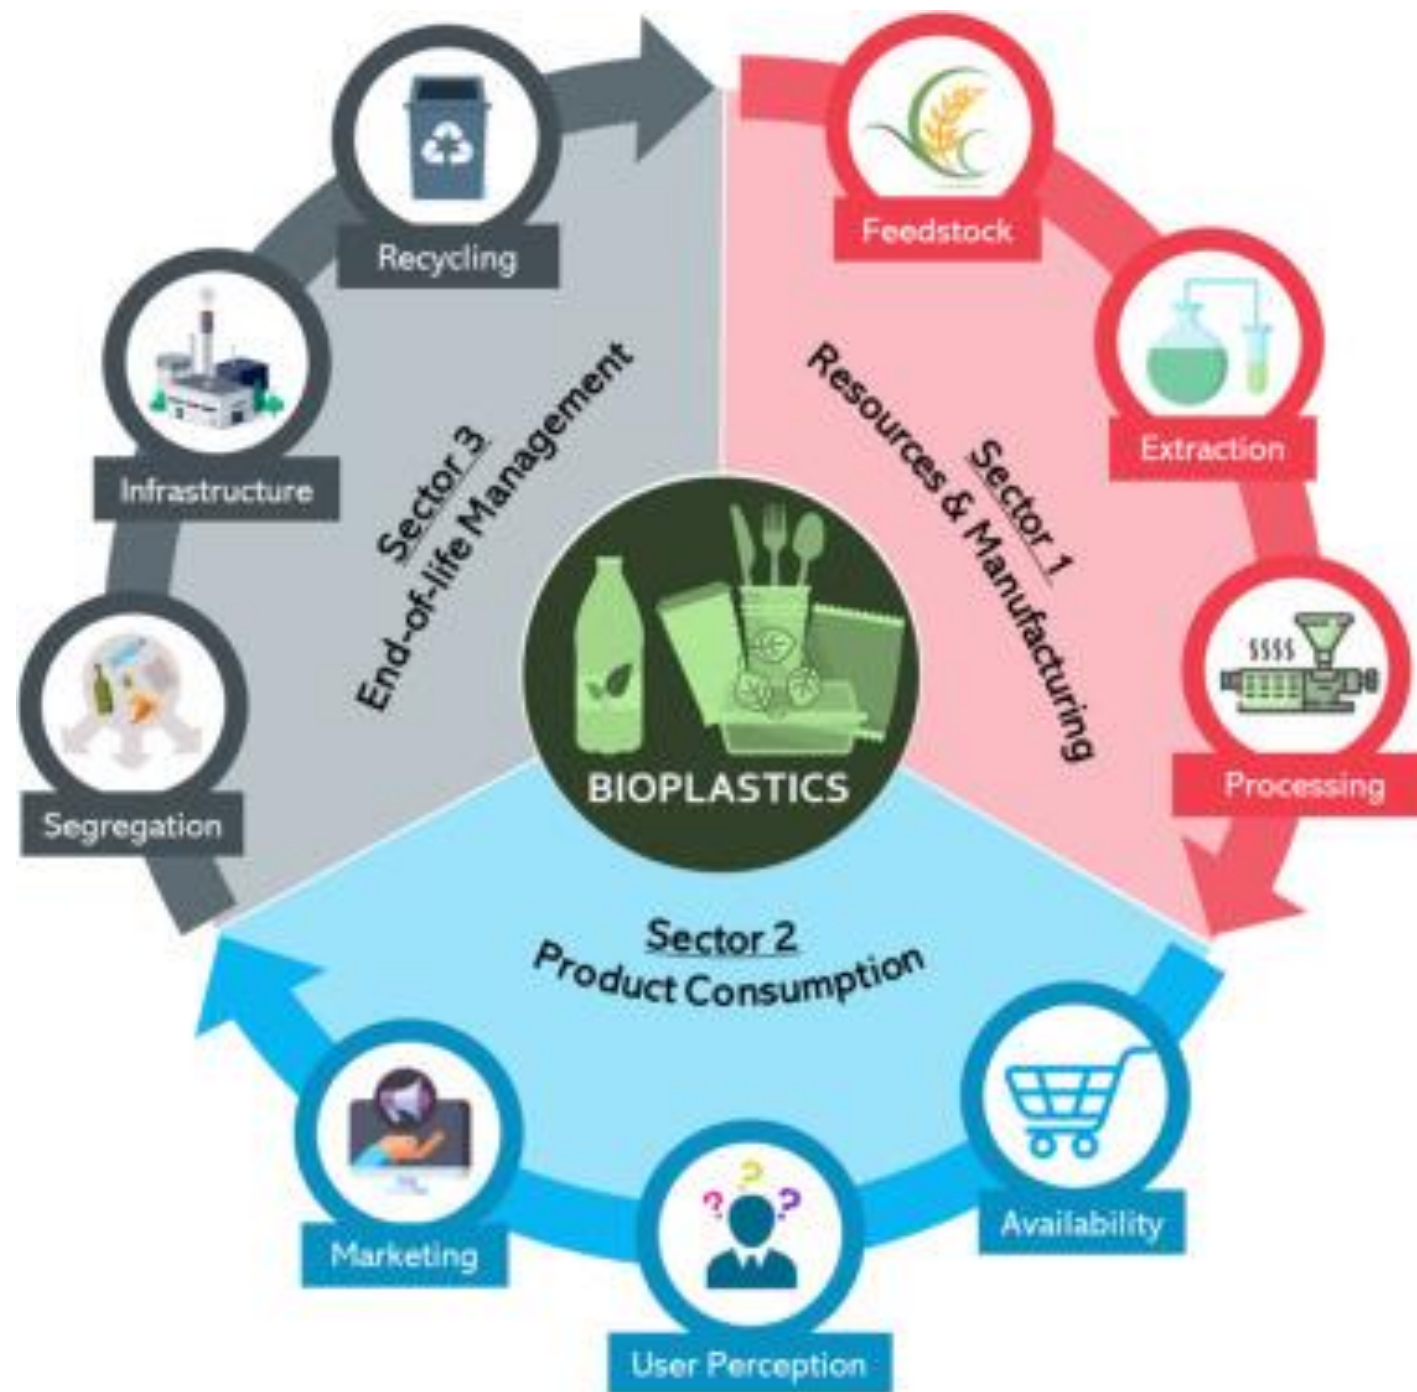 Feedstock
Extraction
Processing
Sector 1
Resources & Manufacturing
Availability
User Perception
Marketing
Sector 2
Product Consumption
Segregation
Infrastructure
Recycling
Sector 3
End-of-life Management
BIOPLASTICS
$$$$
? ? ?